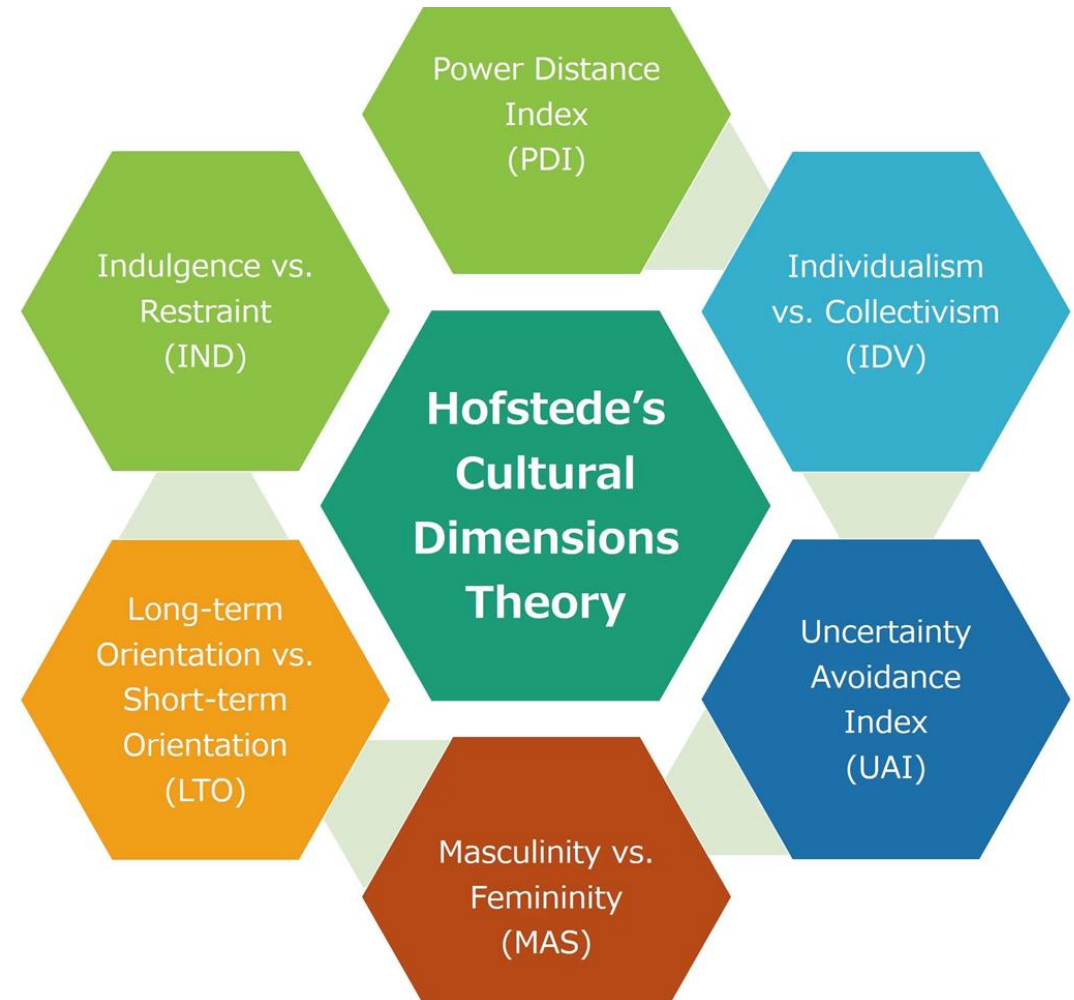 Power Distance
Index
(PDI)
Individualism
vs. Collectivism
(IDV)
Uncertainty
Avoidance
Index
(UAI)
Masculinity vs.
Femininity
(MAS)
Long-term
Orientation vs.
Short-term
Orientation
(LTO)
Indulgence vs.
Restraint
(IND)
Hofstede’s
Cultural
Dimensions
Theory